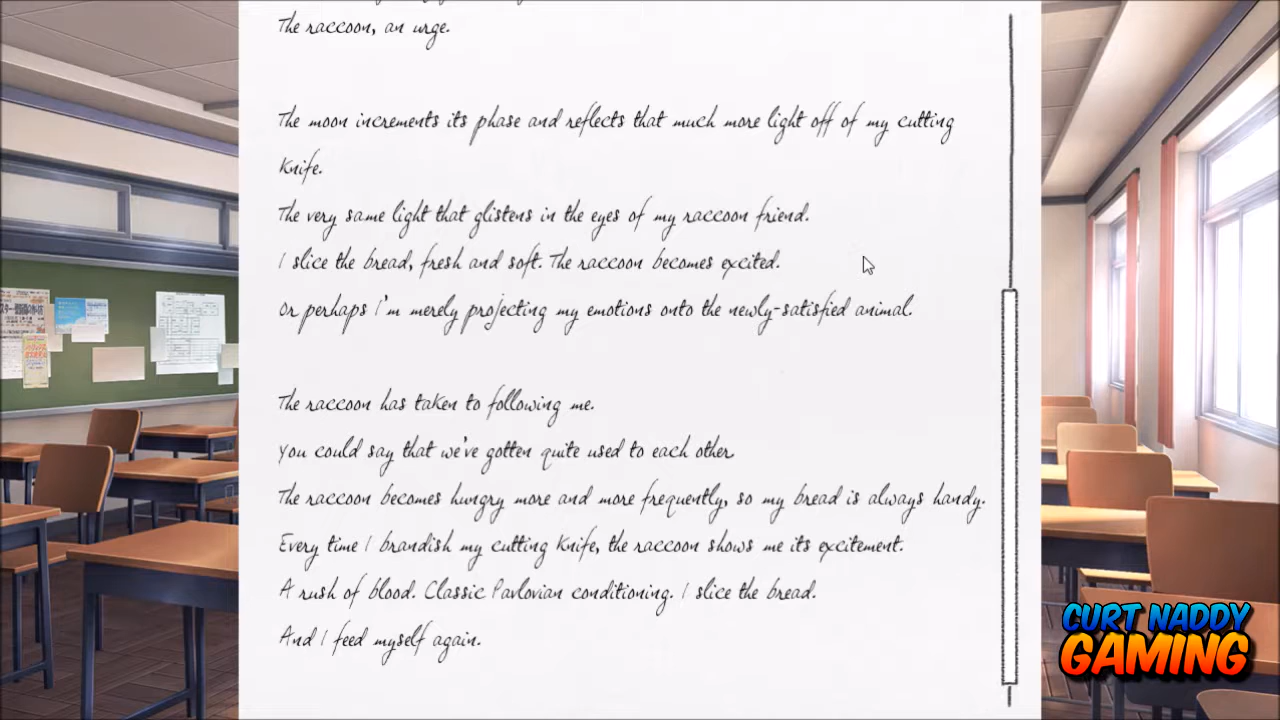 The raccoon, an urge.
The moon increments its phase and reflects that much more light off of my cutting
knife.
The very same light that glistens in the eyes of my raccoon friend.
I slice the bread, fresh and soft. The raccoon becomes excited.
Or perhaps I'm merely projecting my emotions onto the newly-satisfied animal.
The raccoon has taken to following me.
You could say that we've gotten quite used to each other.
The raccoon becomes hungry more and more frequently, so my bread is always handy.
Every time I brandish my cutting knife, the raccoon shows me its excitement.
A rush of blood. Classic Pavlovian conditioning. I slice the bread.
And I feed myself again.
CURT NADDY
GAMING